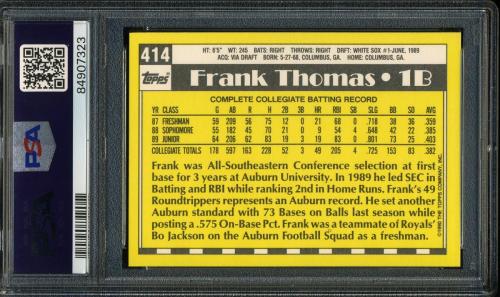 414
HT: 6'5" WT: 245 BATS: RIGHT THROWS: RIGHT DRFT: WHITE SOX #1-JUNE, 1989
ACQ: VIA DRAFT BORN: 5-27-68, COLUMBUS, GA. HOME: COLUMBUS, GA.
Topps
Frank Thomas • 1B
COMPLETE COLLEGIATE BATTING RECORD
YR CLASS G AB R H 2B 3B HR RBI SB SLG BB SO AVG
87 FRESHMAN 59 209 56 75 12 0 21 68 0 .718 38 36 .359
88 SOPHOMORE 55 182 45 70 21 0 9 54 0 .648 42 22 .385
89 JUNIOR 64 206 62 83 19 3 19 83 0 .801 73 25 .403
COLLEGIATE TOTALS 178 597 163 228 52 3 49 205 0 .725 153 83 .382
Frank was All-Southeastern Conference selection at first
base for 3 years at Auburn University. In 1989 he led SEC in
Batting and RBI while ranking 2nd in Home Runs. Frank's 49
Roundtrippers represents an Auburn record. He set another
Auburn standard with 73 Bases on Balls last season while
posting a .575 On-Base Pct. Frank was a teammate of Royals'
Bo Jackson on the Auburn Football Squad as a freshman.
©1990 THE TOPPS COMPANY, INC.
84907323
PSA